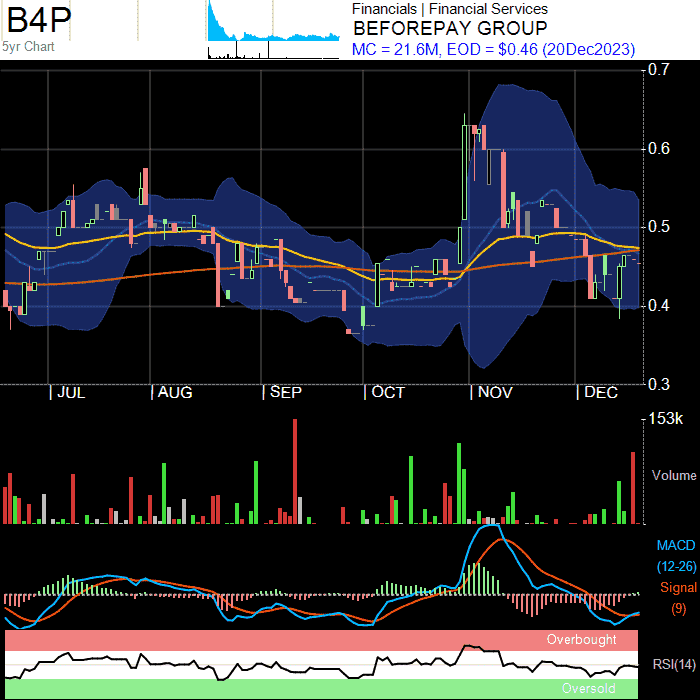 B4P
5yr Chart
Financials | Financial Services
BEFOREPAY GROUP
MC = 21.6M, EOD = $0.46 (20Dec2023)
0.7
0.6
0.5
0.4
0.3
| JUL | AUG | SEP | OCT | NOV | DEC
153k
Volume
MACD
(12-26)
Signal
(9)
Overbought
RSI(14)
Oversold